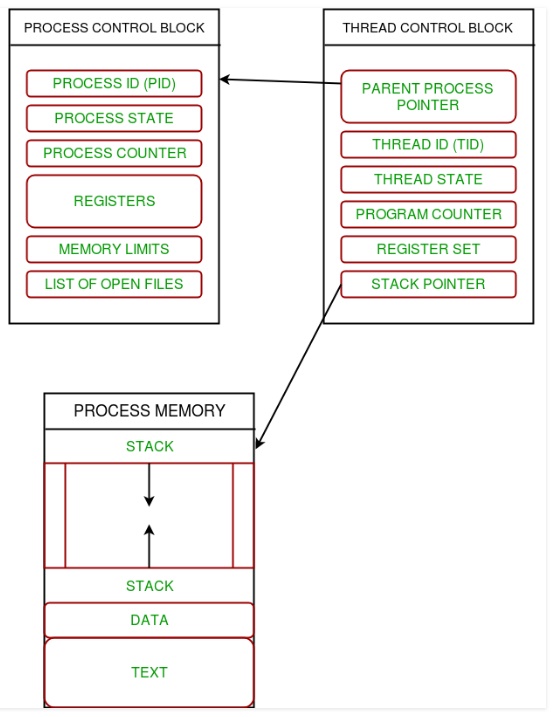 PROCESS CONTROL BLOCK
PROCESS ID (PID)
PROCESS STATE
PROCESS COUNTER
REGISTERS
MEMORY LIMITS
LIST OF OPEN FILES
THREAD CONTROL BLOCK
PARENT PROCESS
POINTER
THREAD ID (TID)
THREAD STATE
PROGRAM COUNTER
REGISTER SET
STACK POINTER
PROCESS MEMORY
STACK
STACK
DATA
TEXT